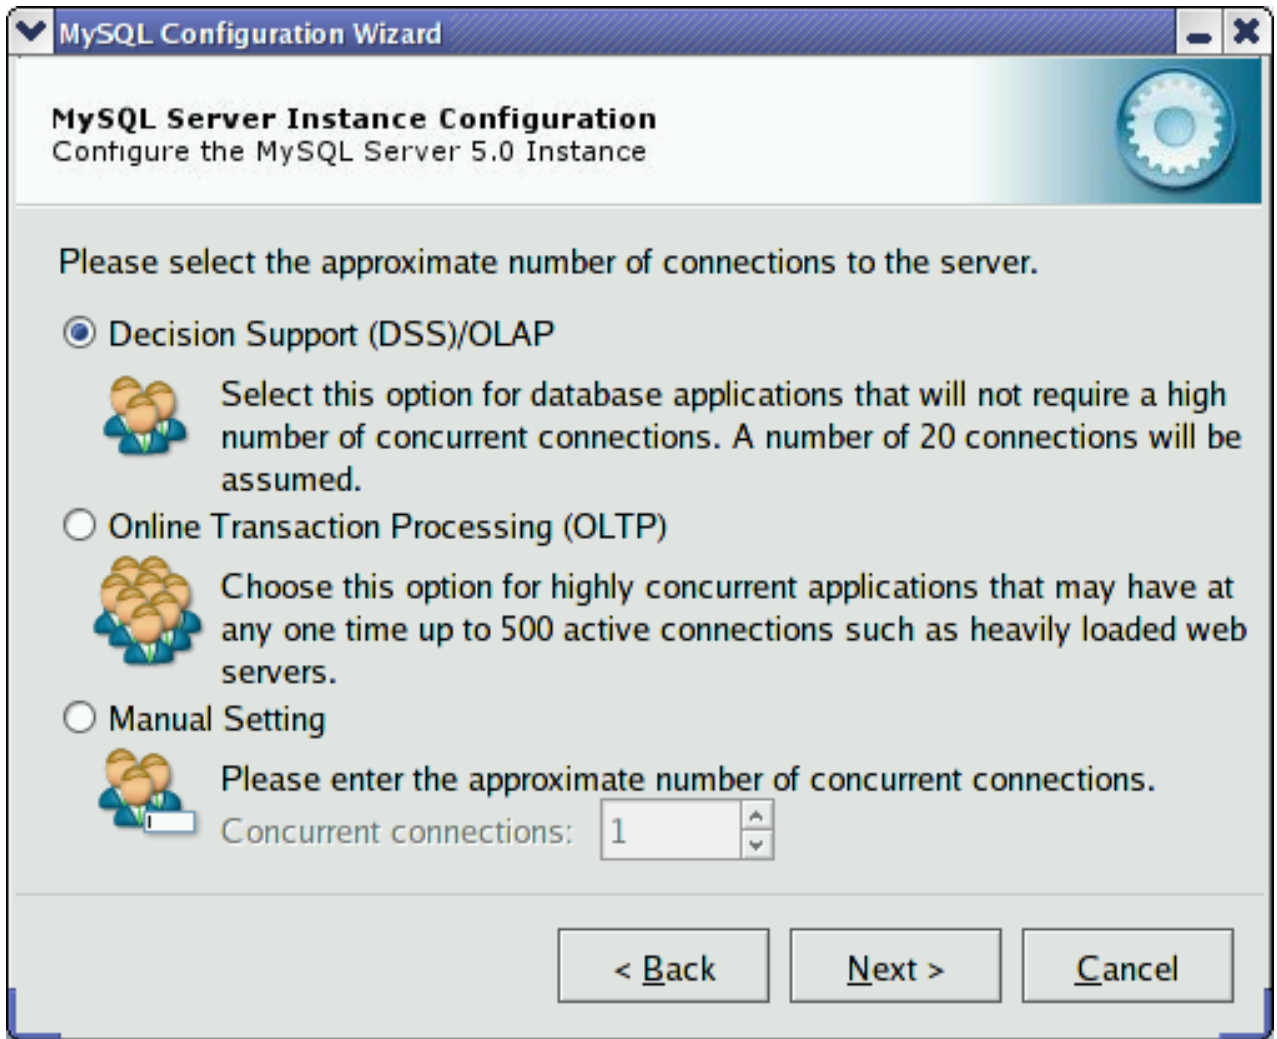 MySQL Configuration Wizard
MySQL Server Instance Configuration
Configure the MySQL Server 5.0 Instance
Please select the approximate number of connections to the server.
Decision Support (DSS)/OLAP
Select this option for database applications that will not require a high
number of concurrent connections. A number of 20 connections will be
assumed.
Online Transaction Processing (OLTP)
Choose this option for highly concurrent applications that may have at
any one time up to 500 active connections such as heavily loaded web
servers.
Manual Setting
Please enter the approximate number of concurrent connections.
Concurrent connections: 1
< Back Next > Cancel